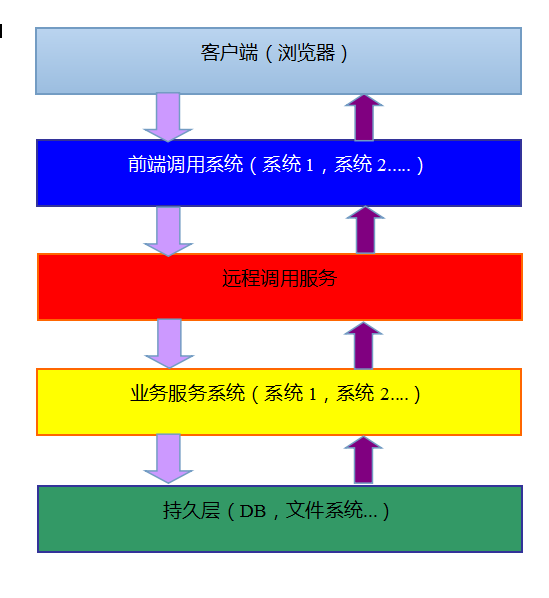 客户端（浏览器）
前端调用系统（系统 1，系统 2.....）
远程调用服务
业务服务系统（系统 1，系统 2....）
持久层（DB，文件系统...）